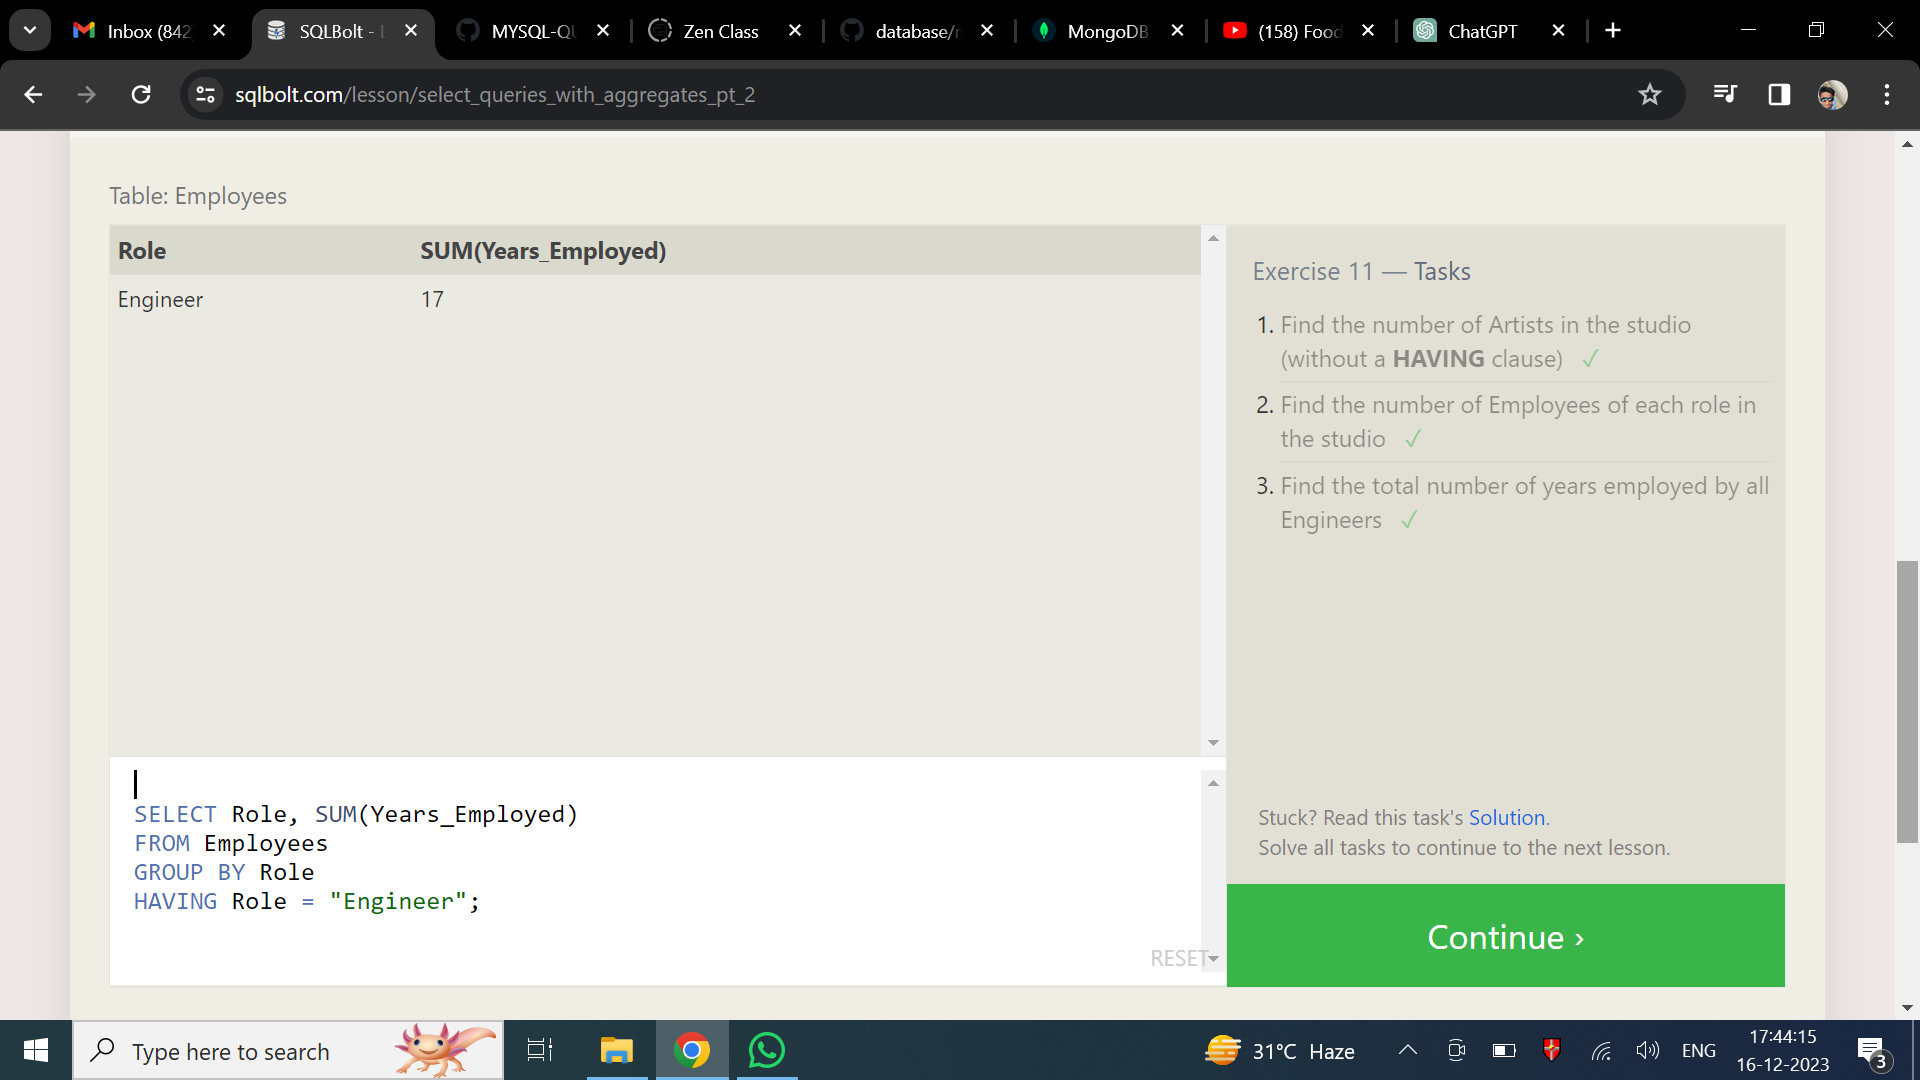 Inbox (842
SQLBolt - L
MYSQL-QU
Zen Class
database/r
MongoDB
(158) Food
ChatGPT
sqlbolt.com/lesson/select_queries_with_aggregates_pt_2
Table: Employees
Role SUM(Years_Employed)
Engineer 17
Exercise 11 — Tasks
1. Find the number of Artists in the studio
(without a HAVING clause) ✓
2. Find the number of Employees of each role in
the studio ✓
3. Find the total number of years employed by all
Engineers ✓
SELECT Role, SUM(Years_Employed)
FROM Employees
GROUP BY Role
HAVING Role = "Engineer";
RESET
Stuck? Read this task's Solution.
Solve all tasks to continue to the next lesson.
Continue ›
Type here to search
31°C Haze
ENG
17:44:15
16-12-2023
3